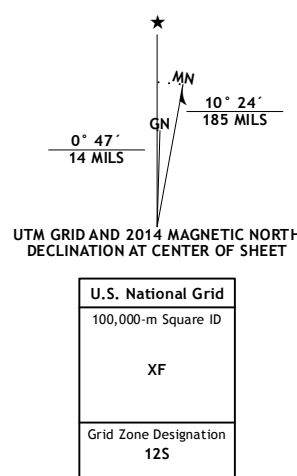 ★
MN
GN
10° 24´
185 MILS
0° 47´
14 MILS
UTM GRID AND 2014 MAGNETIC NORTH
DECLINATION AT CENTER OF SHEET
U.S. National Grid
100,000-m Square ID
XF
Grid Zone Designation
12S